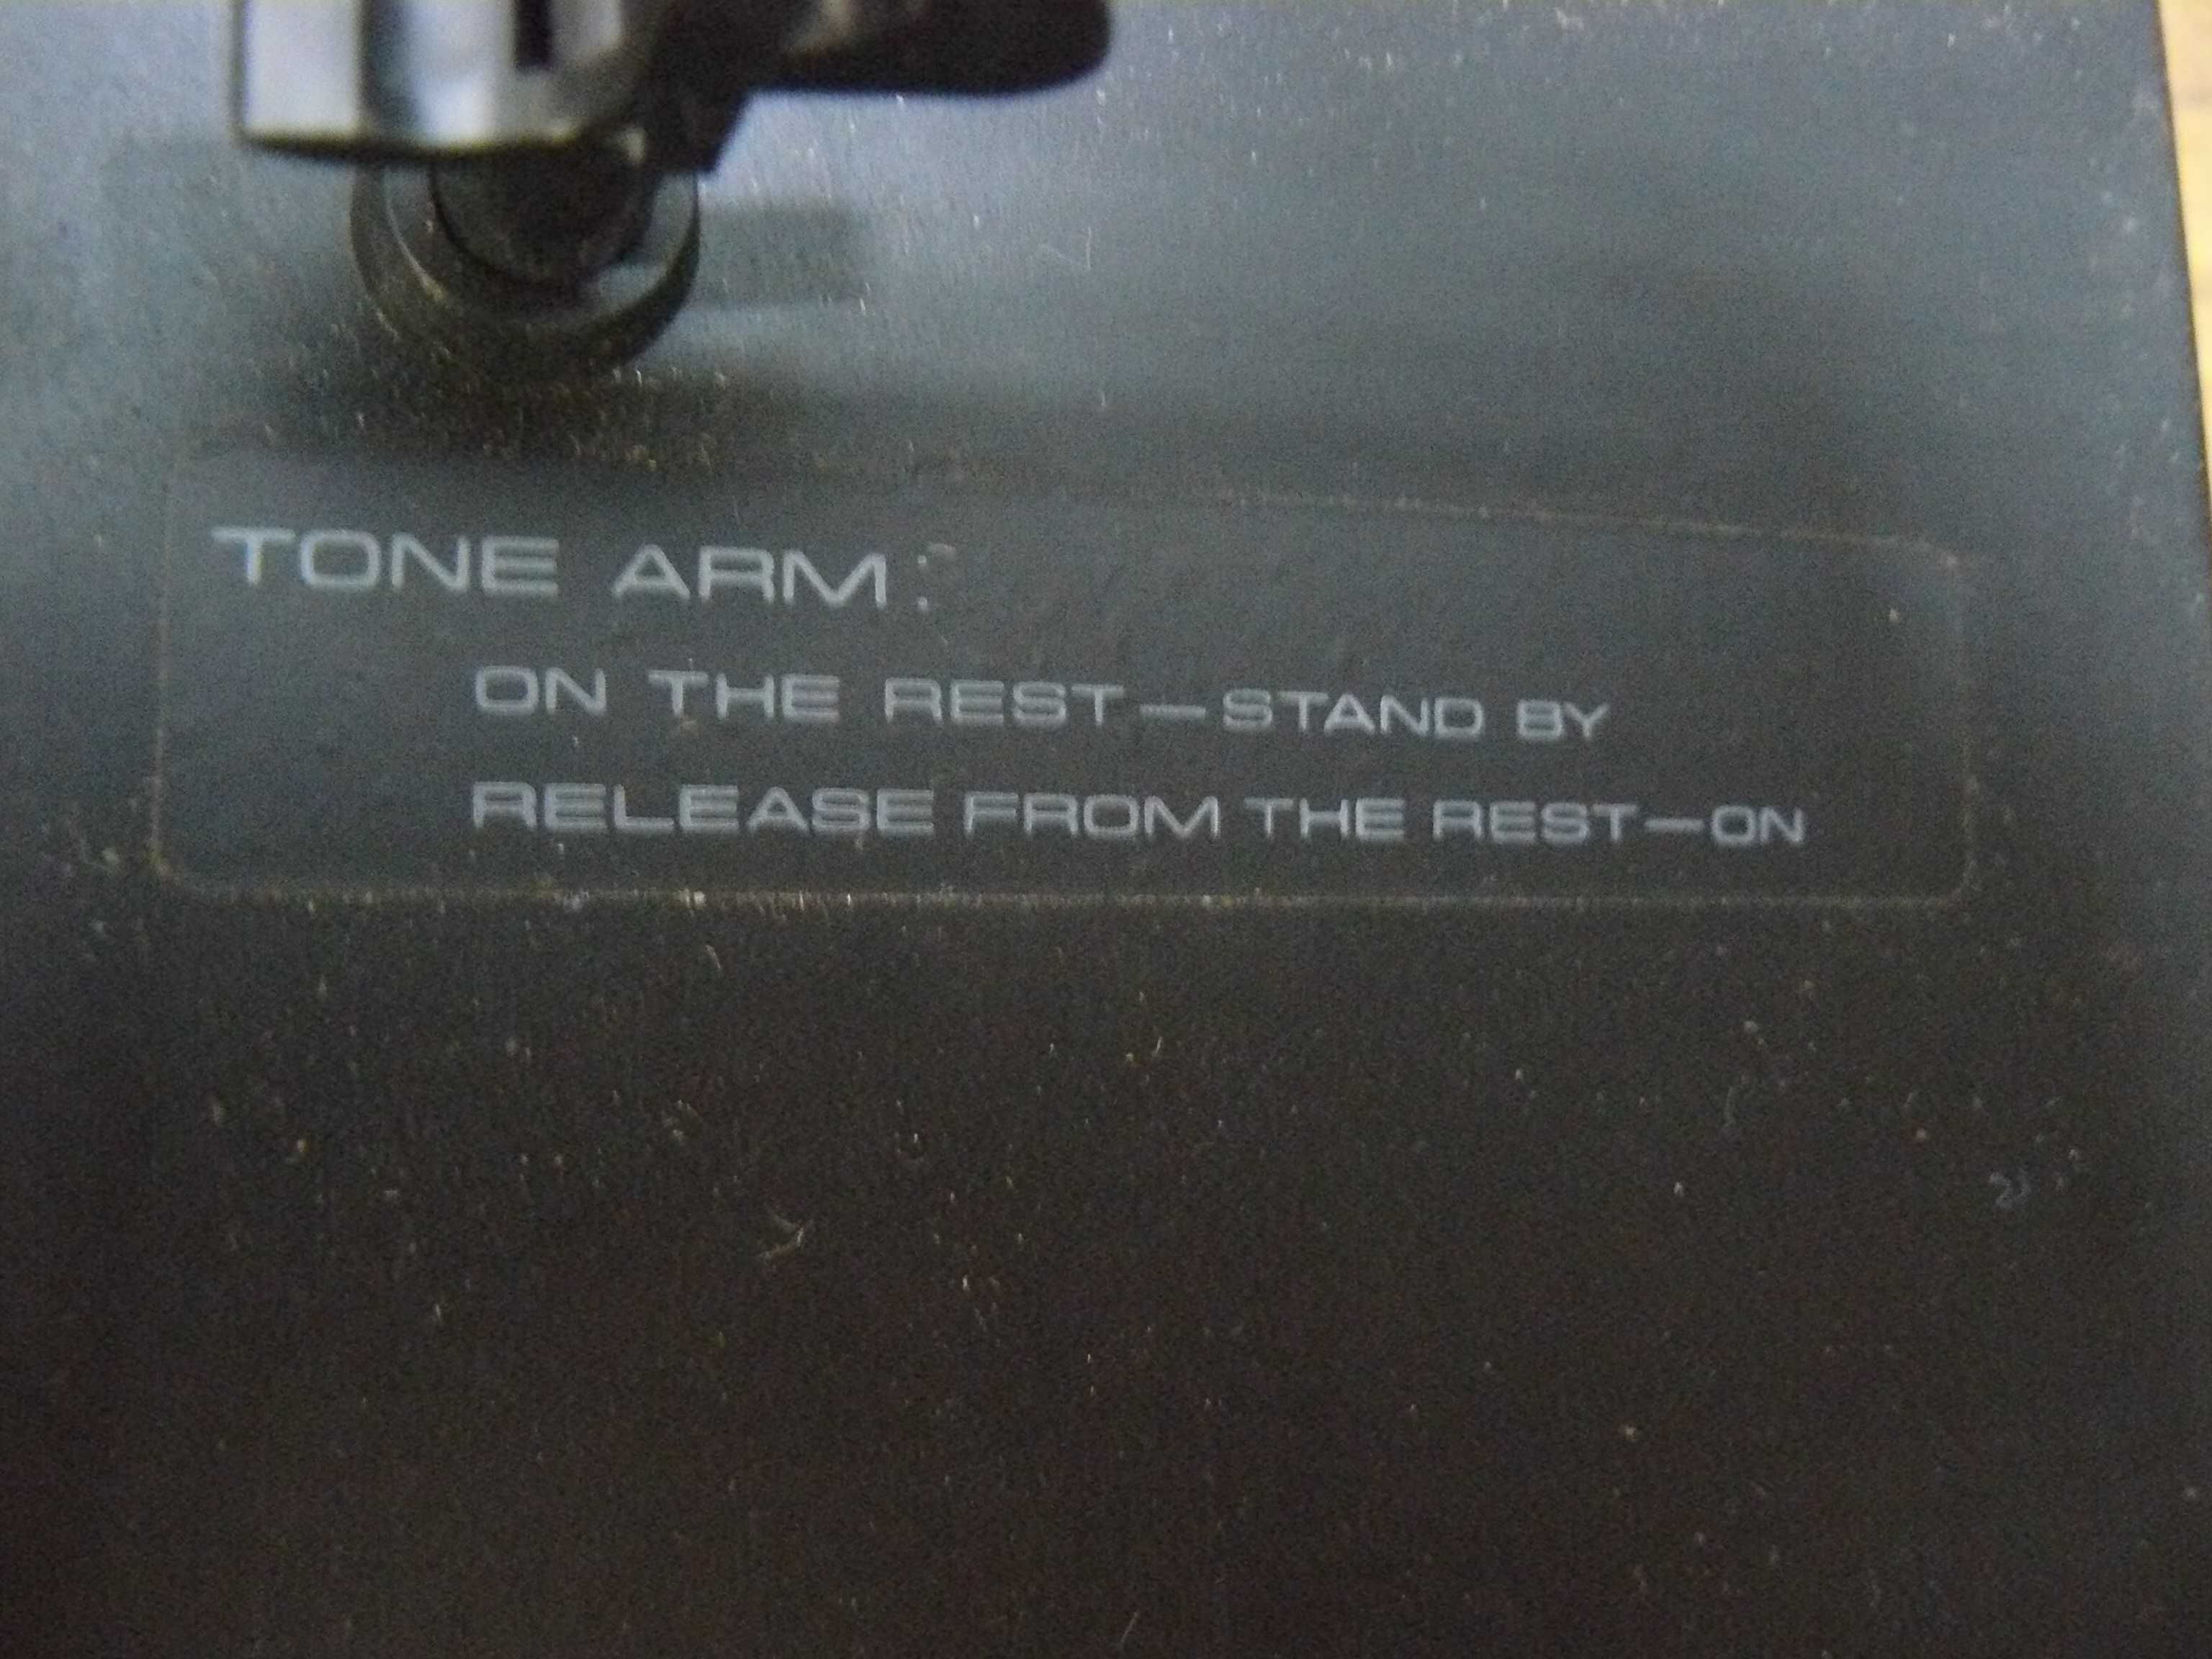 TONE ARM:
ON THE REST—STAND BY
RELEASE FROM THE REST—ON